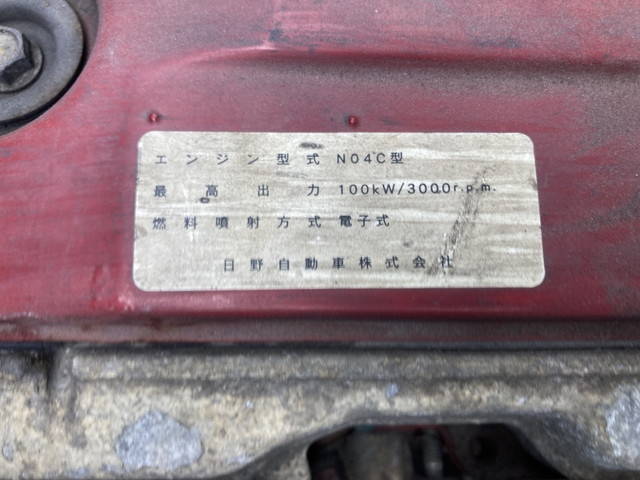 エンジン型式 N04C型
最高出力 100kW/3000r.p.m.
燃料噴射方式 電子式
日野自動車株式会社